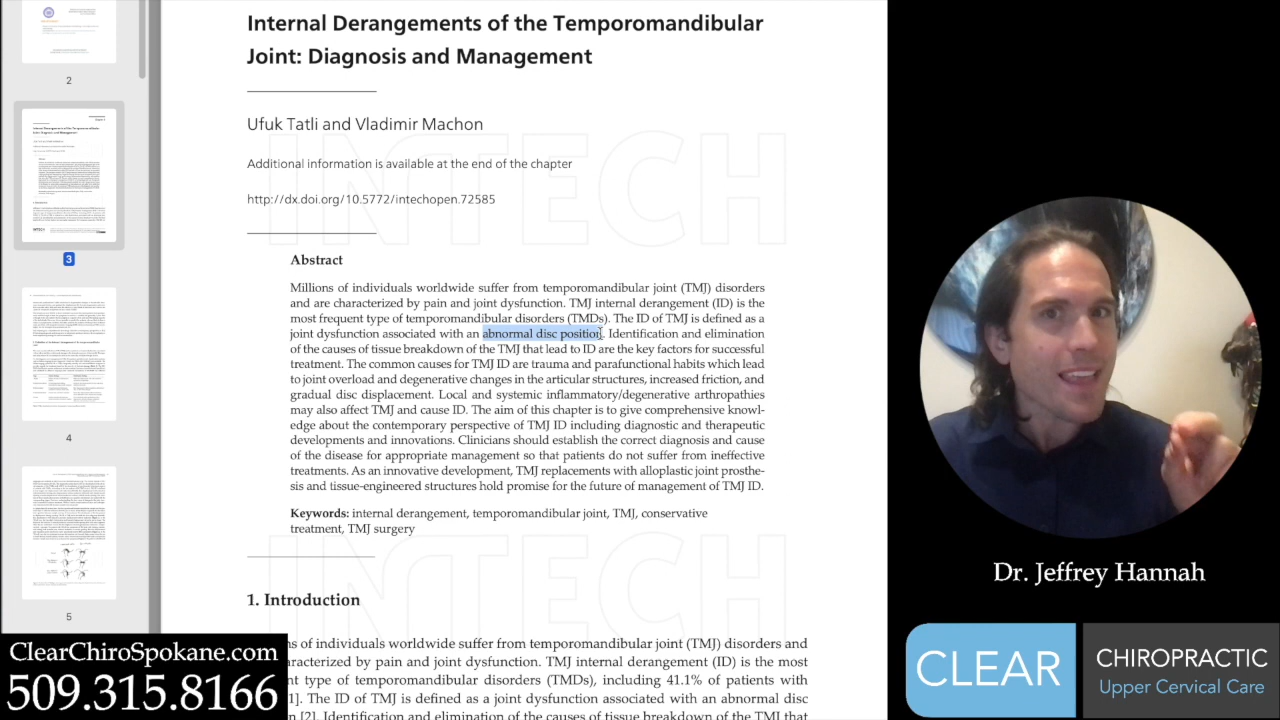 Internal Derangements of the Temporomandibular
Joint: Diagnosis and Management
Ufuk Tatli and Vladimir Machon
Additional information is available at the end of the chapter
http://dx.doi.org/10.5772/intechopen.72585
Abstract
Millions of individuals worldwide suffer from temporomandibular joint (TMJ) disorders
and are characterized by pain and joint dysfunction. TMJ internal derangement (ID) is the
most frequent type of temporomandibular disorders (TMDs). The ID of TMJ is defined as a
joint dysfunction associated with an abnormal disc position. Identification and elimination
of the causes of tissue breakdown of the TMJ that lead to ID are the key factors for successful
treatment. The common causes for TMJ ID are trauma and parafunctional habits which lead
to joint overload and degenerative changes in the articular structures, increased friction, and
gradual disc displacement. Local and systemic inflammatory/degenerative arthropathies
may also affect TMJ and cause ID. The aim of this chapter is to give comprehensive knowl-
edge about the contemporary perspective of TMJ ID including diagnostic and therapeutic
developments and innovations. Clinicians should establish the correct diagnosis and cause
of the disease for appropriate management so that patients do not suffer from ineffective
treatments. As an innovative development, TMJ replacements with alloplastic joint prosthe-
sis and tissue-engineered structures hold promise for the future of management of TMJ ID.
Keywords: internal derangement, temporomandibular joint, TMJ, conservative
treatment, TMJ surgery
1. Introduction
ns of individuals worldwide suffer from temporomandibular joint (TMJ) disorders and
aracterized by pain and joint dysfunction. TMJ internal derangement (ID) is the most
nt type of temporomandibular disorders (TMDs), including 41.1% of patients with
1]. The ID of TMJ is defined as a joint dysfunction associated with an abnormal disc
n [2]. Identification and elimination of the causes of tissue breakdown of the TMJ that
INTECH
INTECH
2
3
4
5
ClearChiroSpokane.com
509.315.8166
Dr. Jeffrey Hannah
CLEAR
CHIROPRACTIC
Upper Cervical Care